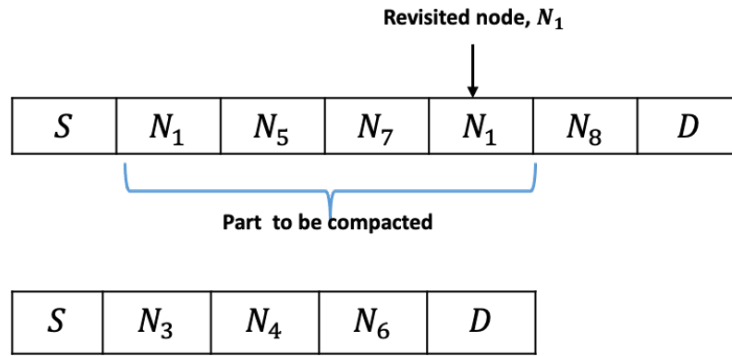 Revisited node, N₁
S N₁ N₅ N₇ N₁ N₈ D
Part to be compacted
S N₃ N₄ N₆ D